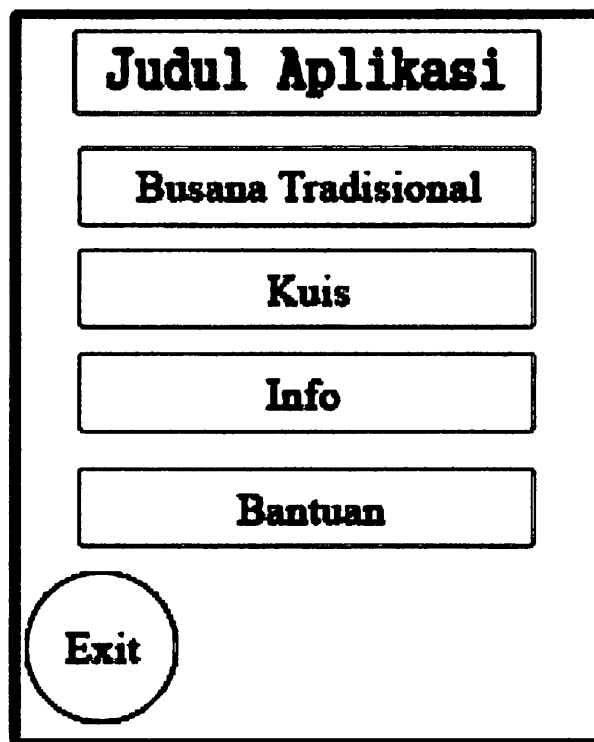 Judul Aplikasi
Busana Tradisional
Kuis
Info
Bantuan
Exit